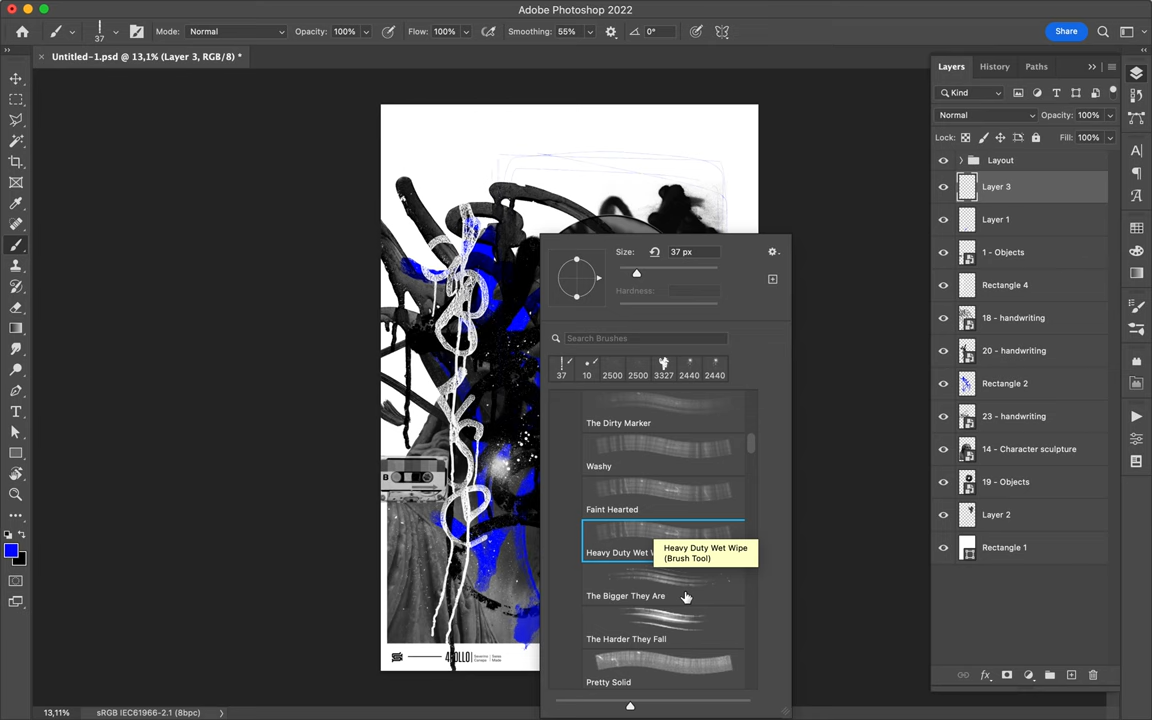 Adobe Photoshop 2022
37
Mode: Normal
Opacity: 100%
Flow: 100%
Smoothing: 55%
0°
Share
× Untitled-1.psd @ 13,1% (Layer 3, RGB/8) *
Layers
History
Paths
Kind
Normal
Opacity: 100%
Lock:
Fill: 100%
Layout
Layer 3
Layer 1
1 - Objects
Rectangle 4
18 - handwriting
20 - handwriting
Rectangle 2
23 - handwriting
14 - Character sculpture
19 - Objects
Layer 2
Rectangle 1
Size: 37 px
Hardness:
Search Brushes
37 10 2500 2500 3327 2440 2440
The Dirty Marker
Washy
Faint Hearted
Heavy Duty Wet W
Heavy Duty Wet Wipe
(Brush Tool)
The Bigger They Are
The Harder They Fall
Pretty Solid
B
13,11%
sRGB IEC61966-2.1 (8bpc)